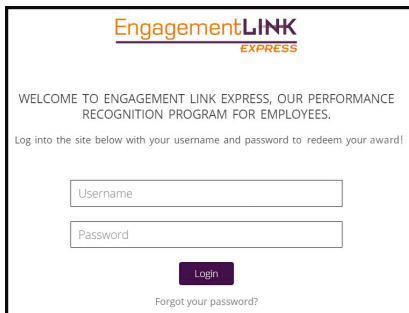 EngagementLINK
EXPRESS
WELCOME TO ENGAGEMENT LINK EXPRESS, OUR PERFORMANCE
RECOGNITION PROGRAM FOR EMPLOYEES.
Log into the site below with your username and password to redeem your award!
Username
Password
Login
Forgot your password?